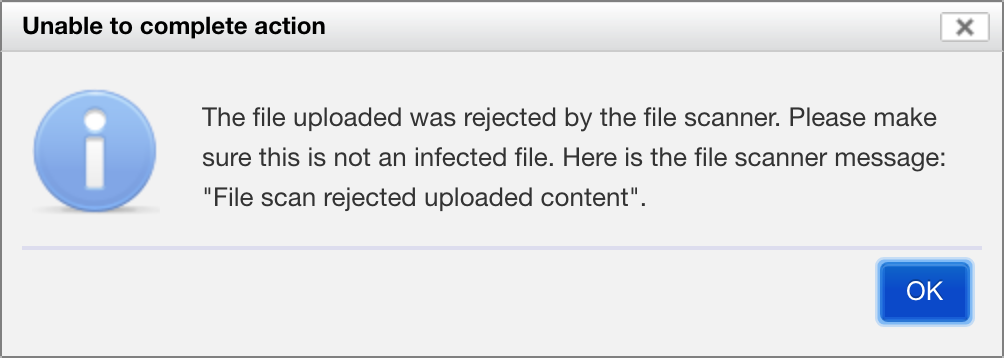 Unable to complete action
The file uploaded was rejected by the file scanner. Please make
sure this is not an infected file. Here is the file scanner message:
"File scan rejected uploaded content".
OK